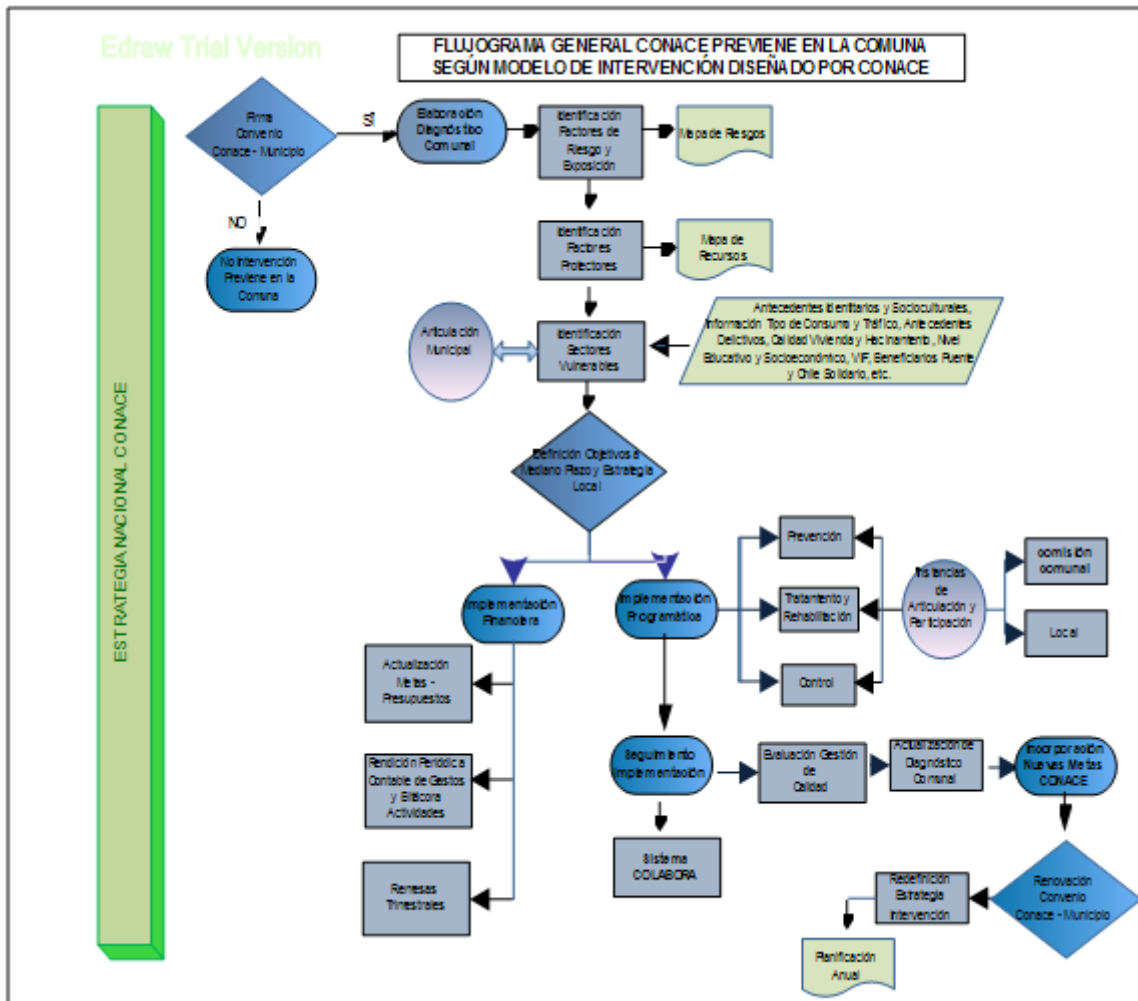 Edraw Trial Version
FLUJOGRAMA GENERAL CONACE PREVIENE EN LA COMUNA
SEGÚN MODELO DE INTERVENCIÓN DISEÑADO POR CONACE
ESTRATEGIA NACIONAL CONACE
Firma
Convenio
Conace - Municipio
SÍ
NO
No Intervención
Previene en la
Comuna
Elaboración
Diagnóstico
Comunal
Identificación
Factores de
Riesgo y
Exposición
Mapa de Riesgos
Identificación
Factores
Protectores
Mapa de
Recursos
Articulación
Municipal
Identificación
Sectores
Vulnerables
Antecedentes Identitarios y Socioculturales,
Información Tipo de Consumo y Tráfico, Antecedentes
Delictivos, Calidad Vivienda y Hacinamiento, Nivel
Educativo y Socioeconómico, VIF, Beneficiarios Puente
y Chile Solidario, etc.
Definición Objetivos a
Mediano Plazo y Estrategia
Local
Implementación
Financiera
Implementación
Programática
Prevención
Tratamiento y
Rehabilitación
Control
Instancias
de
Articulación y
Participación
comisión
comunal
Local
Actualización
Metas -
Presupuestos
Rendición Periódica
Contable de Gastos
y Bitácora
Actividades
Remesas
Trimestrales
Seguimiento
Implementación
Evaluación Gestión
de
Calidad
Actualización de
Diagnóstico
Comunal
Incorporación
Nuevas Metas
CONACE
Sistema
COLABORA
Renovación
Convenio
Conace - Municipio
Redefinición
Estrategia
Intervención
Planificación
Anual